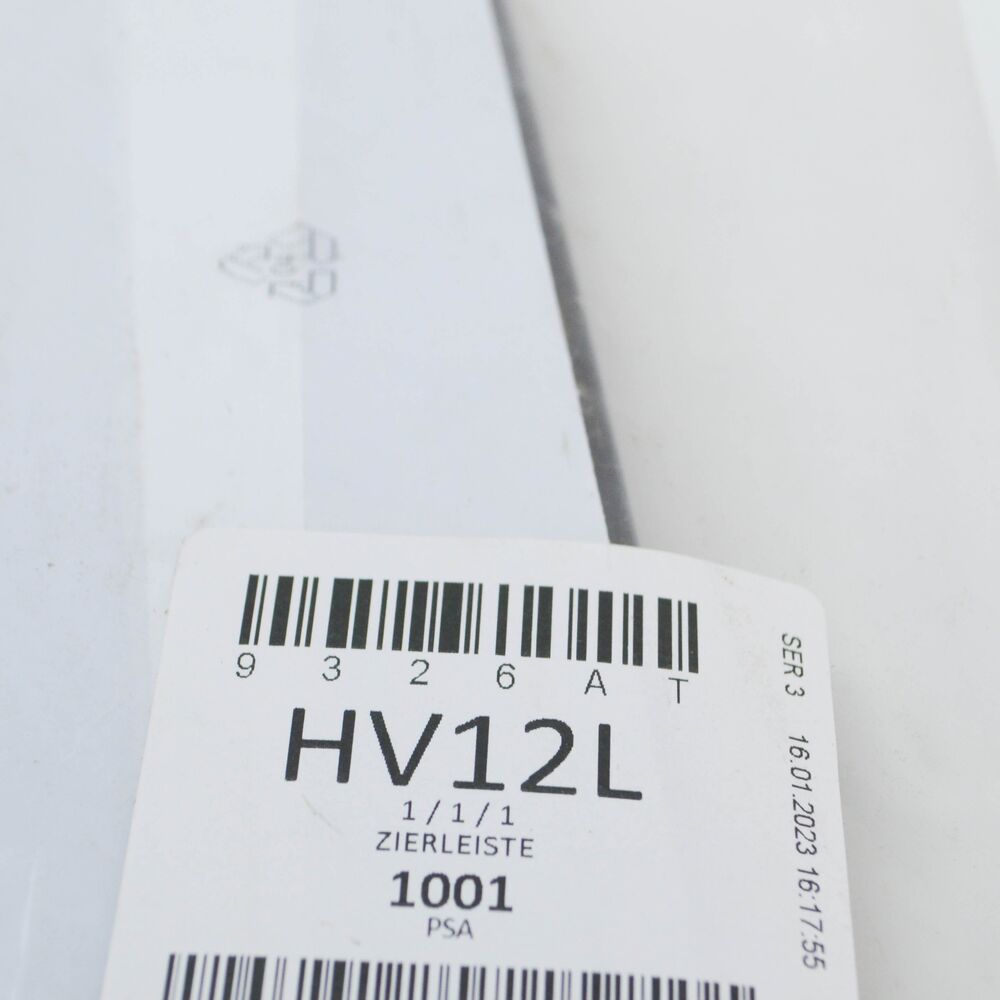 9326AT
HV12L
1/1/1
ZIERLEISTE
1001
PSA
SER 3 16.01.2023 16:17:55